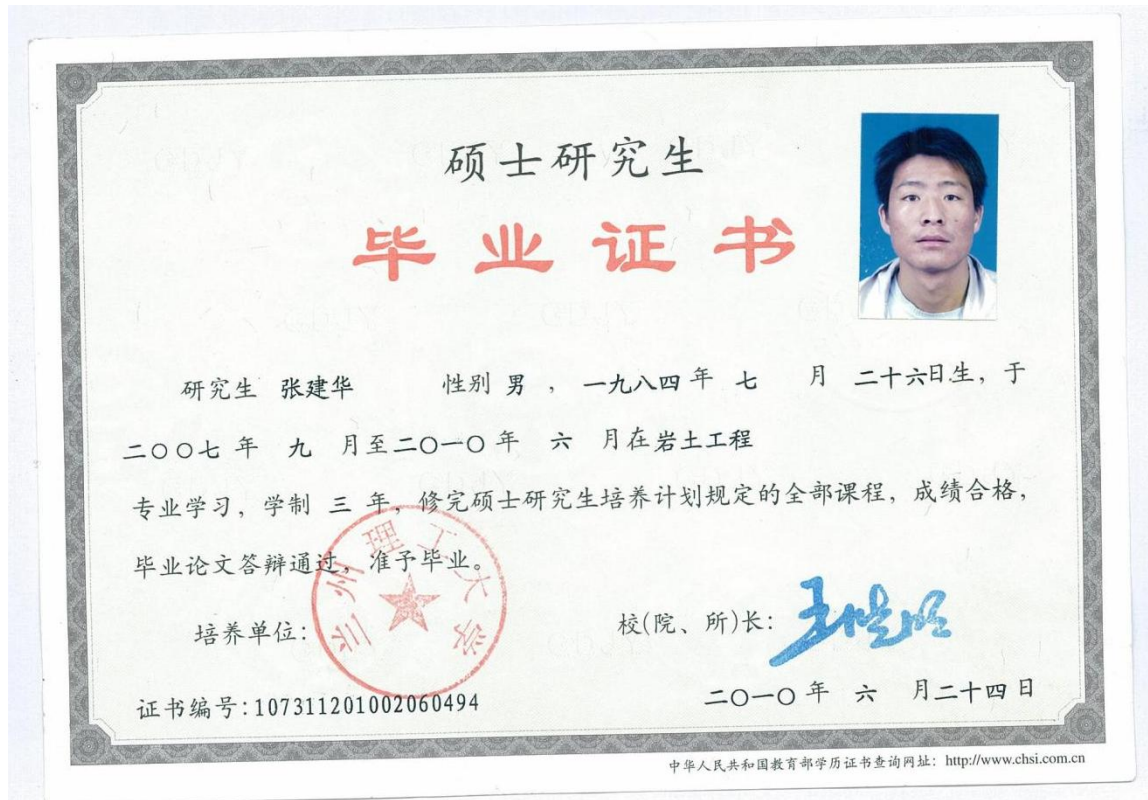 硕士研究生
毕业证书
研究生 张建华 性别 男 , 一九八四 年 七 月 二十六日生, 于
二〇〇七 年 九 月至二〇一〇 年 六 月在岩土工程
专业学习, 学制 三 年, 修完硕士研究生培养计划规定的全部课程, 成绩合格,
毕业论文答辩通过, 准予毕业。
兰州理工大学
培养单位: 校(院、所)长:
证书编号:107311201002060494 二〇一〇 年 六 月二十四日
中华人民共和国教育部学历证书查询网址: http://www.chsi.com.cn